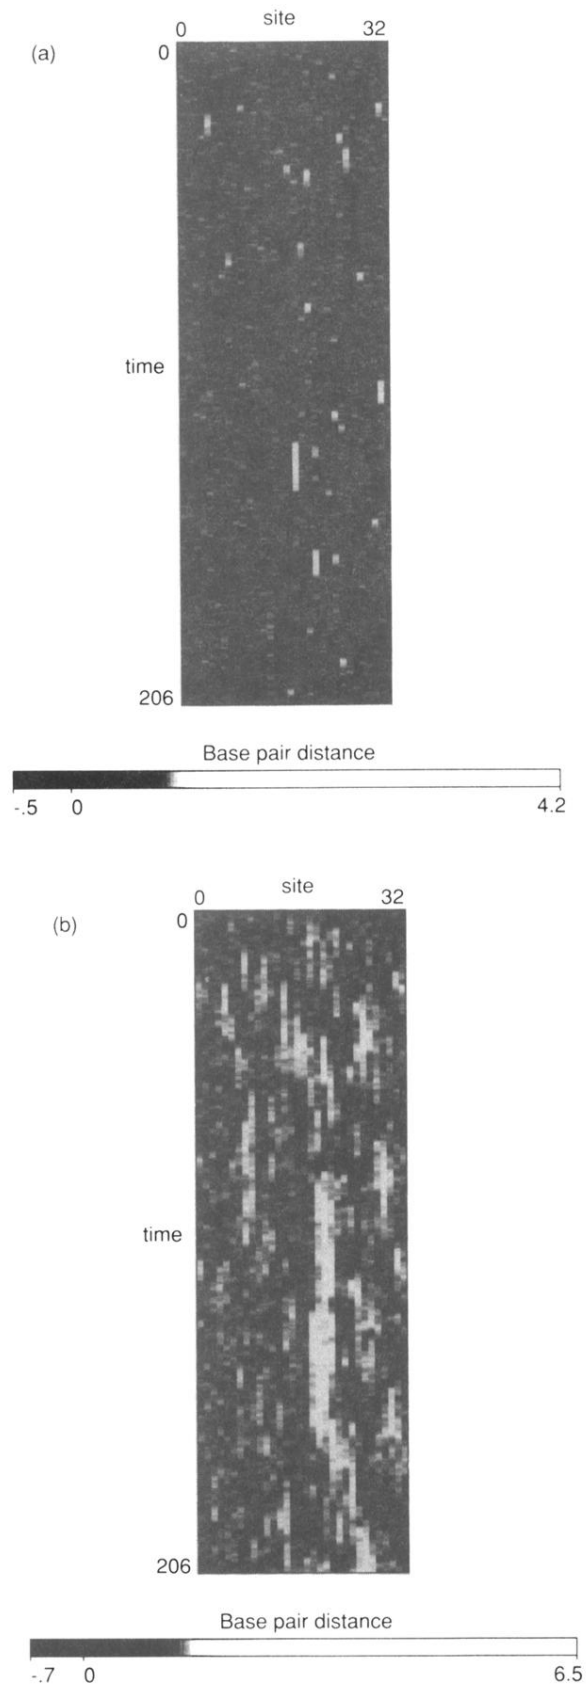 site
0 32
(a)
0
time
206
Base pair distance
-.5 0 4.2
site
0 32
(b)
0
time
206
Base pair distance
-.7 0 6.5